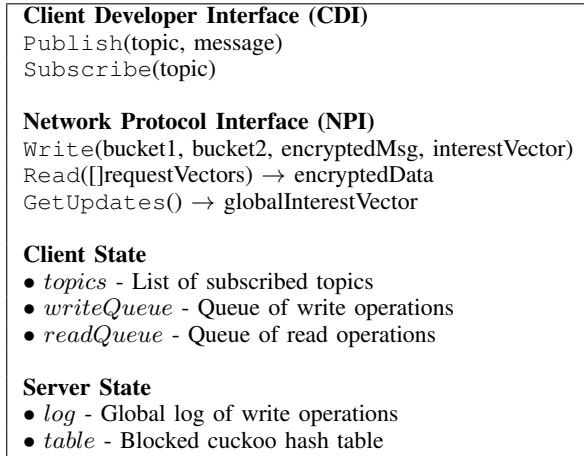 Client Developer Interface (CDI)
Publish(topic, message)
Subscribe(topic)
Network Protocol Interface (NPI)
Write(bucket1, bucket2, encryptedMsg, interestVector)
Read([]requestVectors) → encryptedData
GetUpdates() → globalInterestVector
Client State
• topics - List of subscribed topics
• writeQueue - Queue of write operations
• readQueue - Queue of read operations
Server State
• log - Global log of write operations
• table - Blocked cuckoo hash table